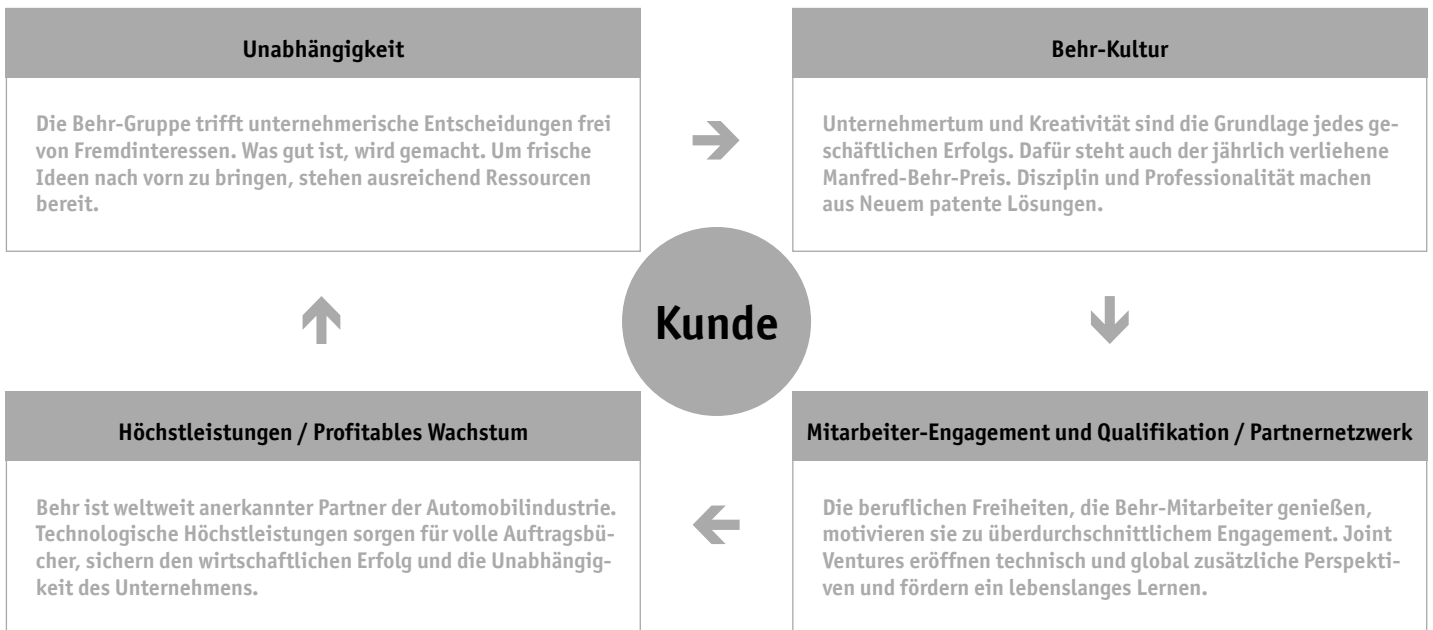 Unabhängigkeit
Die Behr-Gruppe trifft unternehmerische Entscheidungen frei
von Fremdinteressen. Was gut ist, wird gemacht. Um frische
Ideen nach vorn zu bringen, stehen ausreichend Ressourcen
bereit.
Behr-Kultur
Unternehmertum und Kreativität sind die Grundlage jedes ge-
schäftlichen Erfolgs. Dafür steht auch der jährlich verliehene
Manfred-Behr-Preis. Disziplin und Professionalität machen
aus Neuem patente Lösungen.
Kunde
Höchstleistungen / Profitables Wachstum
Behr ist weltweit anerkannter Partner der Automobilindustrie.
Technologische Höchstleistungen sorgen für volle Auftragsbü-
cher, sichern den wirtschaftlichen Erfolg und die Unabhängig-
keit des Unternehmens.
Mitarbeiter-Engagement und Qualifikation / Partnernetzwerk
Die beruflichen Freiheiten, die Behr-Mitarbeiter genießen,
motivieren sie zu überdurchschnittlichem Engagement. Joint
Ventures eröffnen technisch und global zusätzliche Perspekti-
ven und fördern ein lebenslanges Lernen.